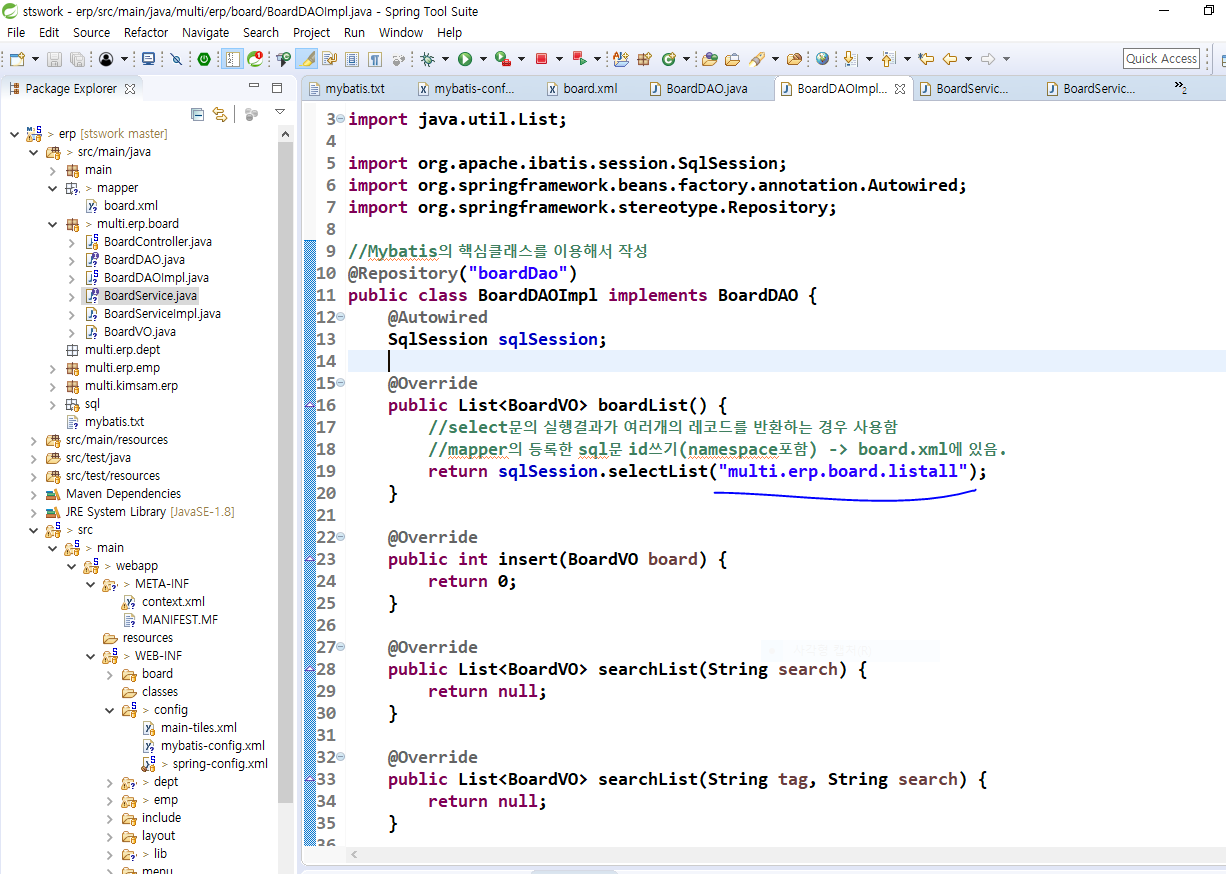 stswork - erp/src/main/java/multi/erp/board/BoardDAOImpl.java - Spring Tool Suite
File Edit Source Refactor Navigate Search Project Run Window Help
Quick Access
Package Explorer
mybatis.txt mybatis-conf... board.xml BoardDAO.java BoardDAOImpl... BoardServic... BoardServic... »2
> erp [stswork master]
> src/main/java
main
> mapper
board.xml
> multi.erp.board
BoardController.java
BoardDAO.java
BoardDAOImpl.java
BoardService.java
BoardServiceImpl.java
BoardVO.java
multi.erp.dept
multi.erp.emp
multi.kimsam.erp
sql
mybatis.txt
src/main/resources
src/test/java
src/test/resources
Maven Dependencies
JRE System Library [JavaSE-1.8]
> src
> main
> webapp
> META-INF
context.xml
MANIFEST.MF
resources
> WEB-INF
board
classes
> config
main-tiles.xml
mybatis-config.xml
> spring-config.xml
> dept
> emp
include
layout
> lib
menu
3 import java.util.List;
4
5 import org.apache.ibatis.session.SqlSession;
6 import org.springframework.beans.factory.annotation.Autowired;
7 import org.springframework.stereotype.Repository;
8
9 //Mybatis의 핵심클래스를 이용해서 작성
10 @Repository("boardDao")
11 public class BoardDAOImpl implements BoardDAO {
12 @Autowired
13 SqlSession sqlSession;
14
15 @Override
16 public List<BoardVO> boardList() {
17 //select문의 실행결과가 여러개의 레코드를 반환하는 경우 사용함
18 //mapper의 등록한 sql문 id쓰기(namespace포함) -> board.xml에 있음.
19 return sqlSession.selectList("multi.erp.board.listall");
20 }
21
22 @Override
23 public int insert(BoardVO board) {
24 return 0;
25 }
26
27 @Override
28 public List<BoardVO> searchList(String search) {
29 return null;
30 }
31
32 @Override
33 public List<BoardVO> searchList(String tag, String search) {
34 return null;
35 }
36